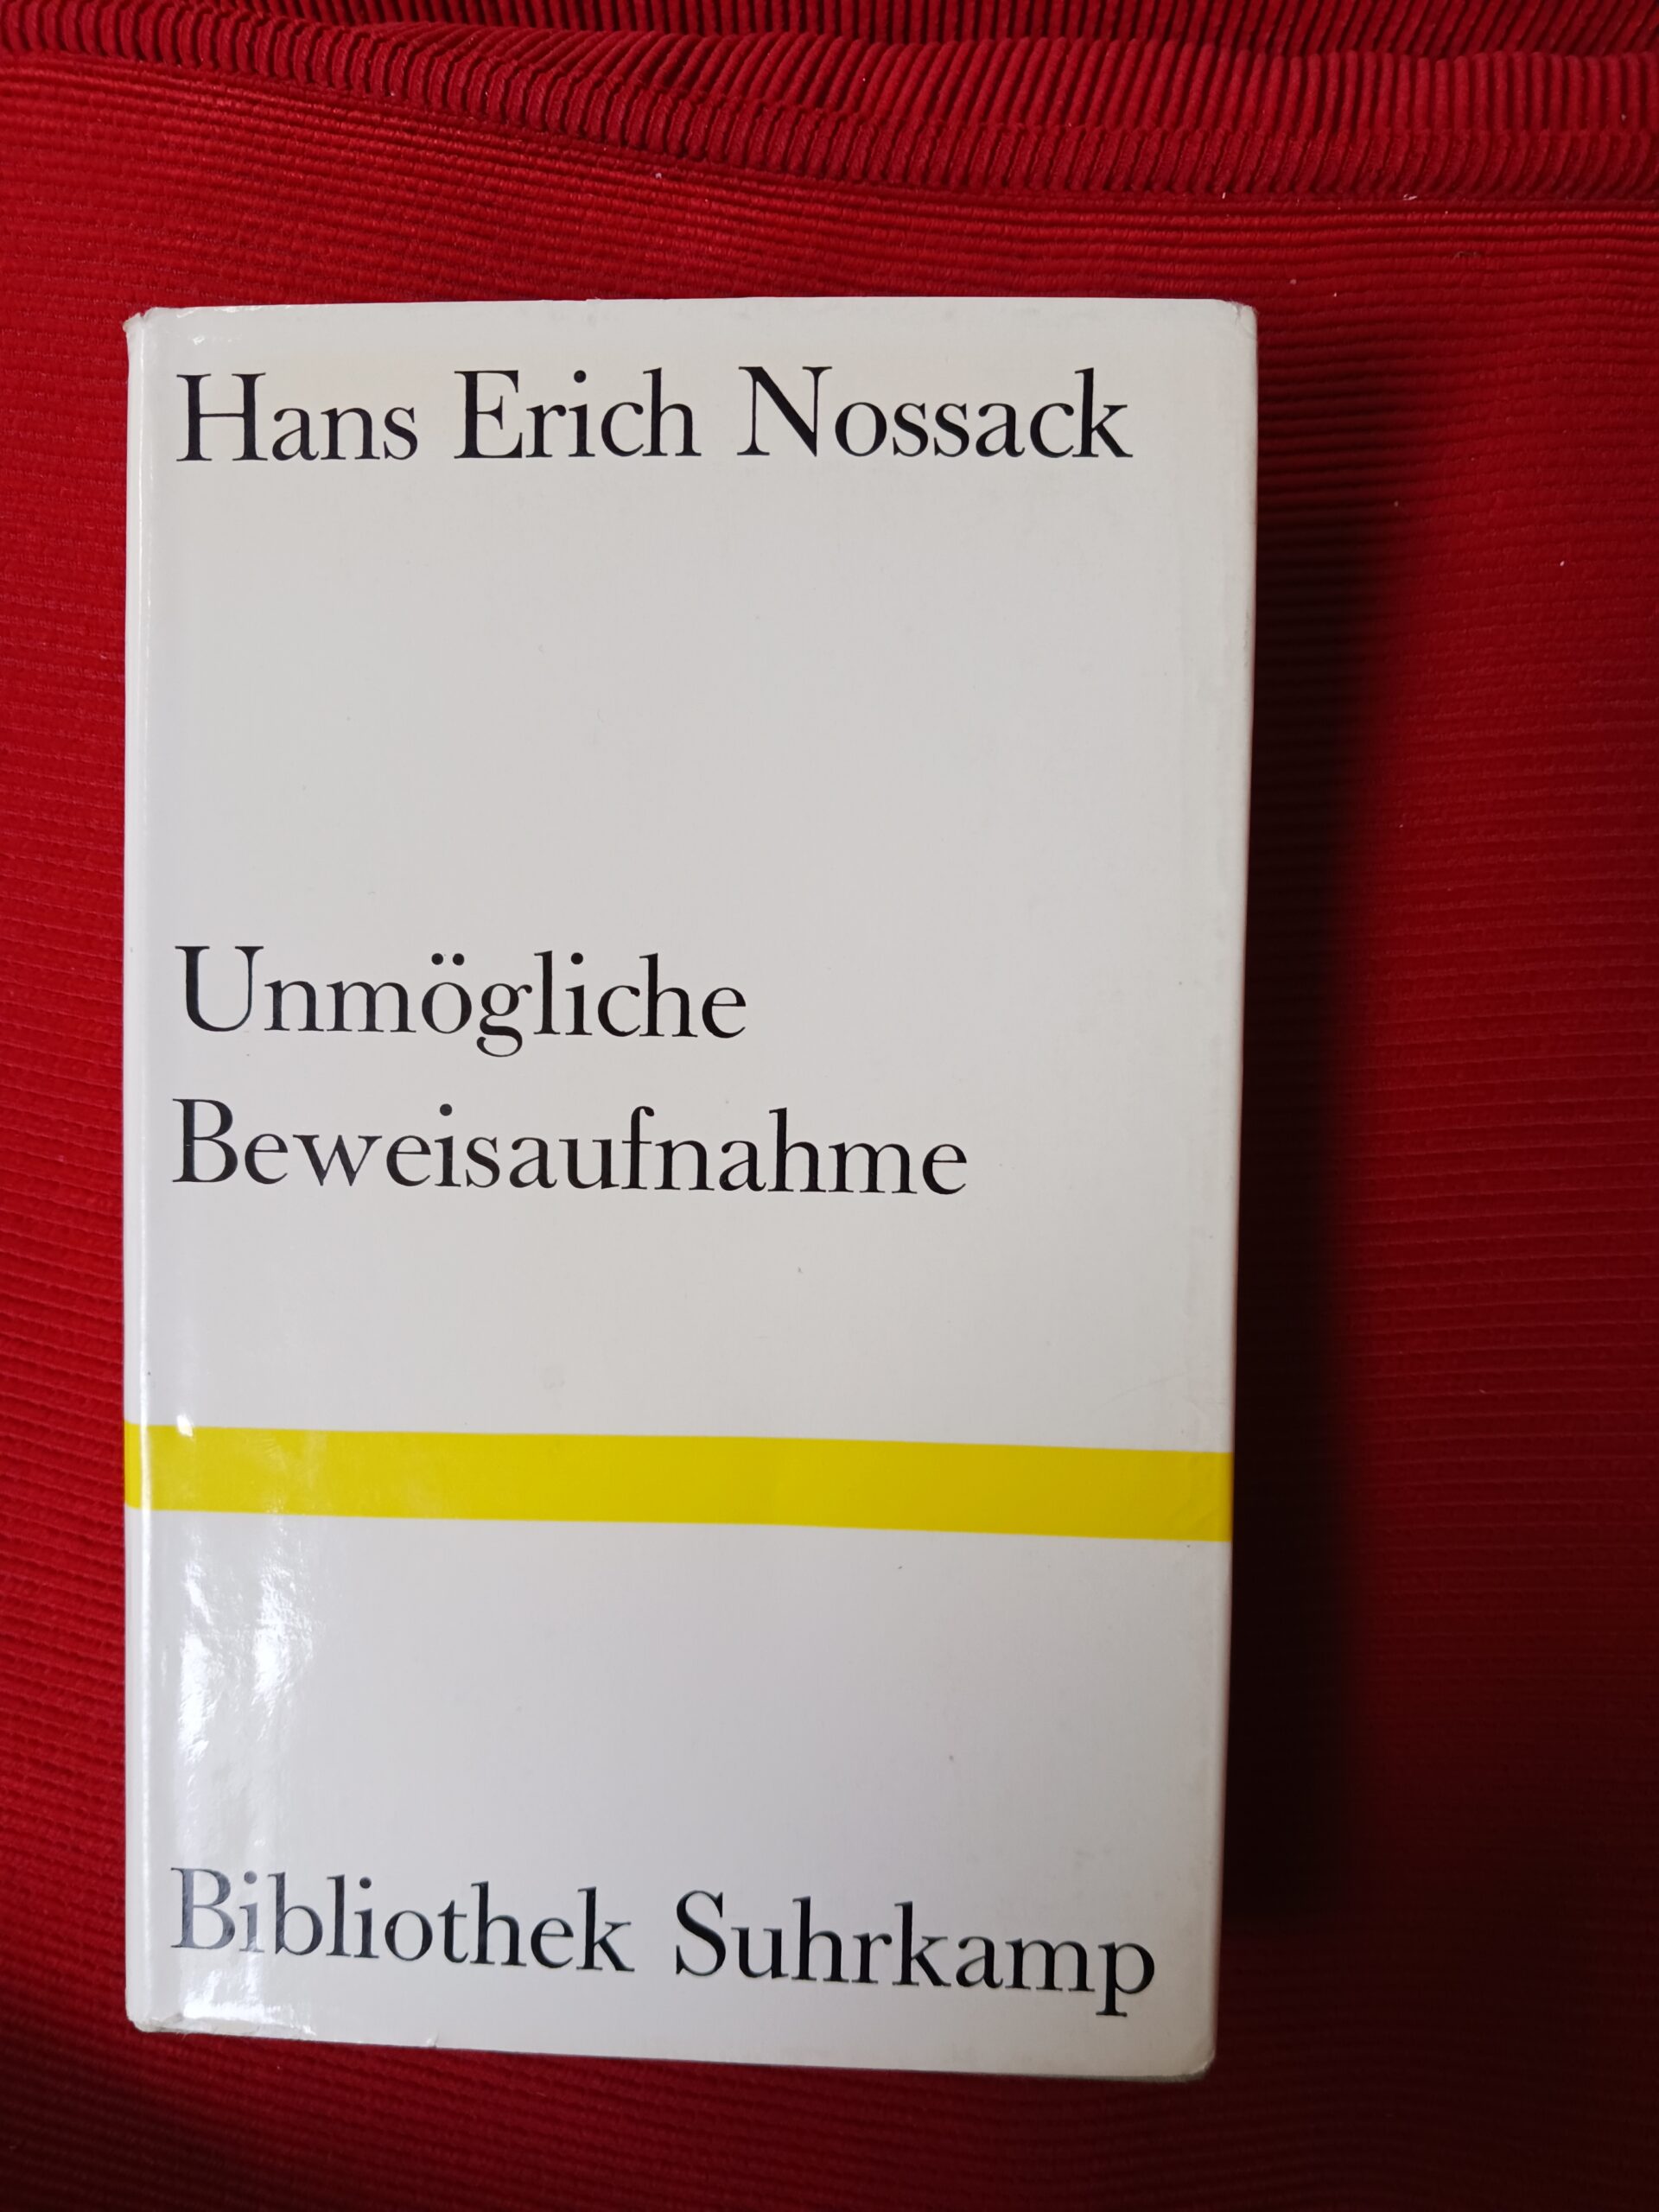 Hans Erich Nossack
Unmögliche
Beweisaufnahme
Bibliothek Suhrkamp